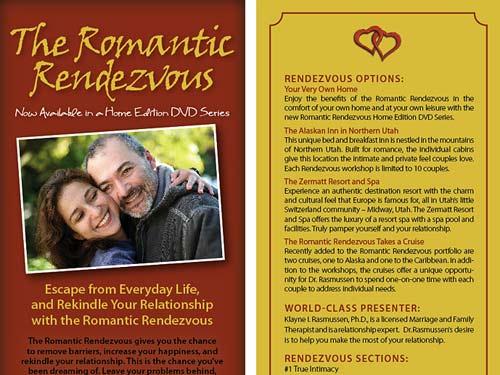 The Romantic
Rendezvous
Now Available in a Home Edition DVD Series
Escape from Everyday Life,
and Rekindle Your Relationship
with the Romantic Rendezvous
The Romantic Rendezvous gives you the chance
to remove barriers, increase your happiness, and
rekindle your relationship. This is the chance you've
been dreaming of. Leave your problems behind,
RENDEZVOUS OPTIONS:
Your Very Own Home
Enjoy the benefits of the Romantic Rendezvous in the
comfort of your own home and at your own leisure with the
new Romantic Rendezvous Home Edition DVD Series.
The Alaskan Inn in Northern Utah
This unique bed and breakfast inn is nestled in the mountains
of Northern Utah. Built for romance, the individual cabins
give this location the intimate and private feel couples love.
Each Rendezvous workshop is limited to 10 couples.
The Zermatt Resort and Spa
Experience an authentic destination resort with the charm
and cultural feel that Europe is famous for, all in Utah's little
Switzerland community – Midway, Utah. The Zermatt Resort
and Spa offers the luxury of a resort spa with a spa pool and
facilities. Truly pamper yourself and your relationship.
The Romantic Rendezvous Takes a Cruise
Recently added to the Romantic Rendezvous portfolio are
two cruises, one to Alaska and one to the Caribbean. In addi-
tion to the workshops, the cruises offer a unique opportu-
nity for Dr. Rasmussen to spend one-on-one time with each
couple to address individual needs.
WORLD-CLASS PRESENTER:
Klayne I. Rasmussen, Ph.D., is a licensed Marriage and Family
Therapist and is a relationship expert. Dr. Rasmussen's desire
is to help you make the most of your relationship.
RENDEZVOUS SECTIONS:
#1 True Intimacy